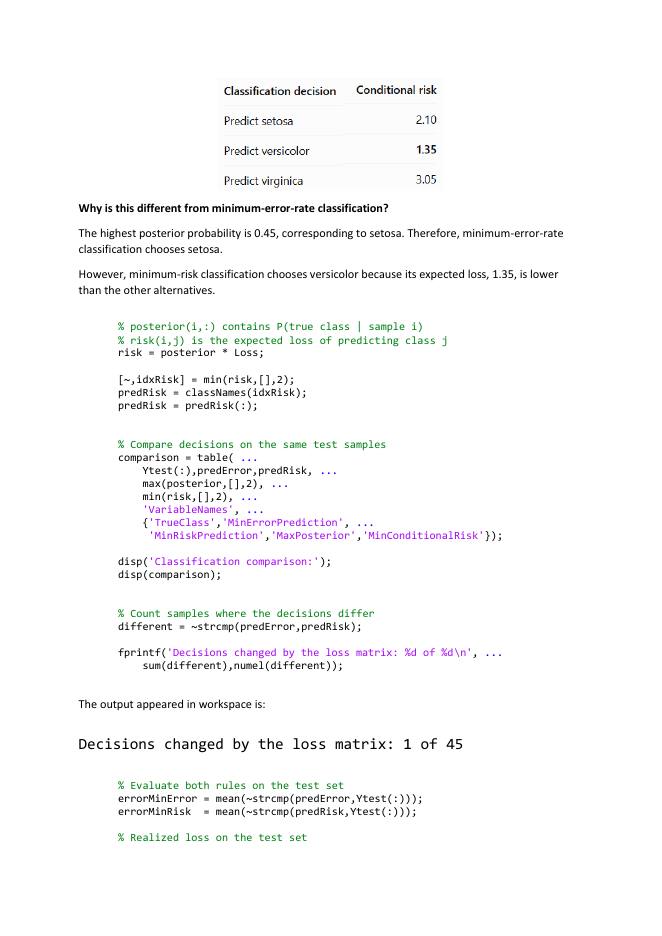 Classification decision Conditional risk
Predict setosa 2.10
Predict versicolor 1.35
Predict virginica 3.05
Why is this different from minimum-error-rate classification?
The highest posterior probability is 0.45, corresponding to setosa. Therefore, minimum-error-rate
classification chooses setosa.
However, minimum-risk classification chooses versicolor because its expected loss, 1.35, is lower
than the other alternatives.
% posterior(i,:) contains P(true class | sample i)
% risk(i,j) is the expected loss of predicting class j
risk = posterior * Loss;
[~,idxRisk] = min(risk,[],2);
predRisk = classNames(idxRisk);
predRisk = predRisk(:);
% Compare decisions on the same test samples
comparison = table( ...
Ytest(:),predError,predRisk, ...
max(posterior,[],2), ...
min(risk,[],2), ...
'VariableNames', ...
{'TrueClass','MinErrorPrediction', ...
'MinRiskPrediction','MaxPosterior','MinConditionalRisk'});
disp('Classification comparison:');
disp(comparison);
% Count samples where the decisions differ
different = ~strcmp(predError,predRisk);
fprintf('Decisions changed by the loss matrix: %d of %d\n', ...
sum(different),numel(different));
The output appeared in workspace is:
Decisions changed by the loss matrix: 1 of 45
% Evaluate both rules on the test set
errorMinError = mean(~strcmp(predError,Ytest(:)));
errorMinRisk  = mean(~strcmp(predRisk,Ytest(:)));
% Realized loss on the test set